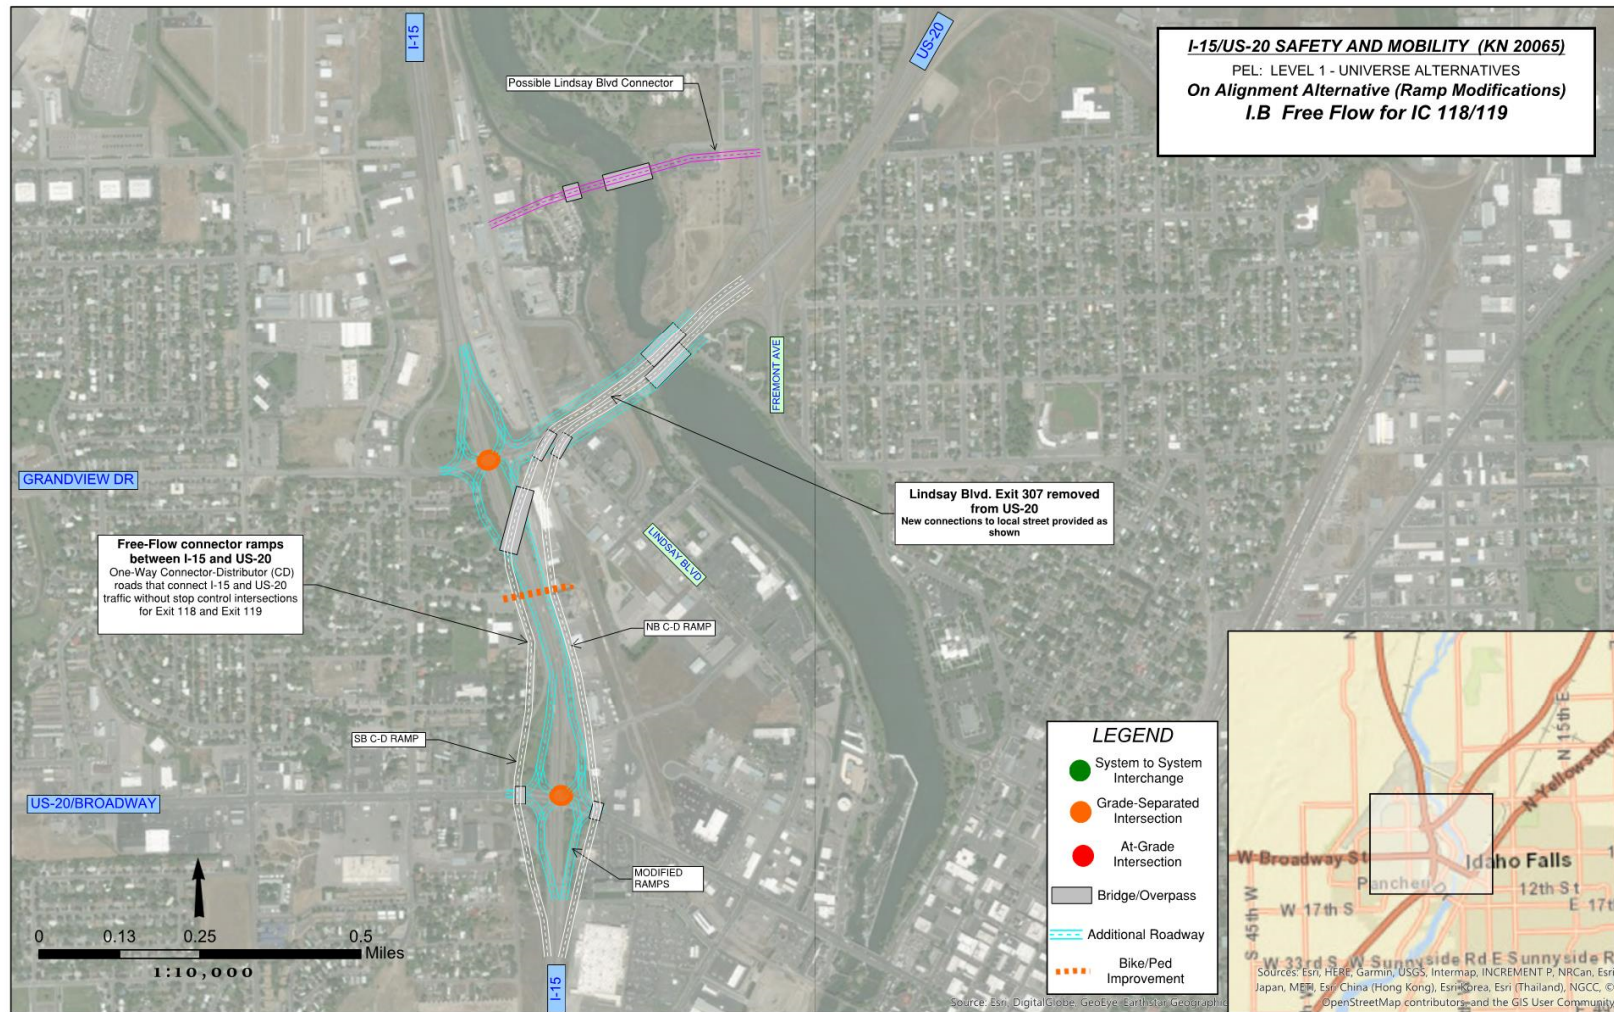 I-15
US-20
I-15/US-20 SAFETY AND MOBILITY (KN 20065)
PEL: LEVEL 1 - UNIVERSE ALTERNATIVES
On Alignment Alternative (Ramp Modifications)
I.B Free Flow for IC 118/119
Possible Lindsay Blvd Connector
FREMONT AVE
GRANDVIEW DR
Lindsay Blvd. Exit 307 removed
from US-20
New connections to local street provided as
shown
LINDSAY BLVD
Free-Flow connector ramps
between I-15 and US-20
One-Way Connector-Distributor (CD)
roads that connect I-15 and US-20
traffic without stop control intersections
for Exit 118 and Exit 119
NB C-D RAMP
SB C-D RAMP
US-20/BROADWAY
MODIFIED
RAMPS
0 0.13 0.25 0.5
Miles
1:10,000
I-15
LEGEND
System to System
Interchange
Grade-Separated
Intersection
At-Grade
Intersection
Bridge/Overpass
Additional Roadway
Bike/Ped
Improvement
N 15th E
N Yellowston
W Broadway St
Idaho Falls
12th St
W 17th S
E 17t
S 45th W
W 33rd S
W Sunnyside Rd
E Sunnyside R
Sources: Esri, HERE, Garmin, USGS, Intermap, INCREMENT P, NRCan, Esri
Japan, METI, Esri China (Hong Kong), Esri Korea, Esri (Thailand), NGCC, ©
OpenStreetMap contributors, and the GIS User Community
Source: Esri, DigitalGlobe, GeoEye, Earthstar Geographic